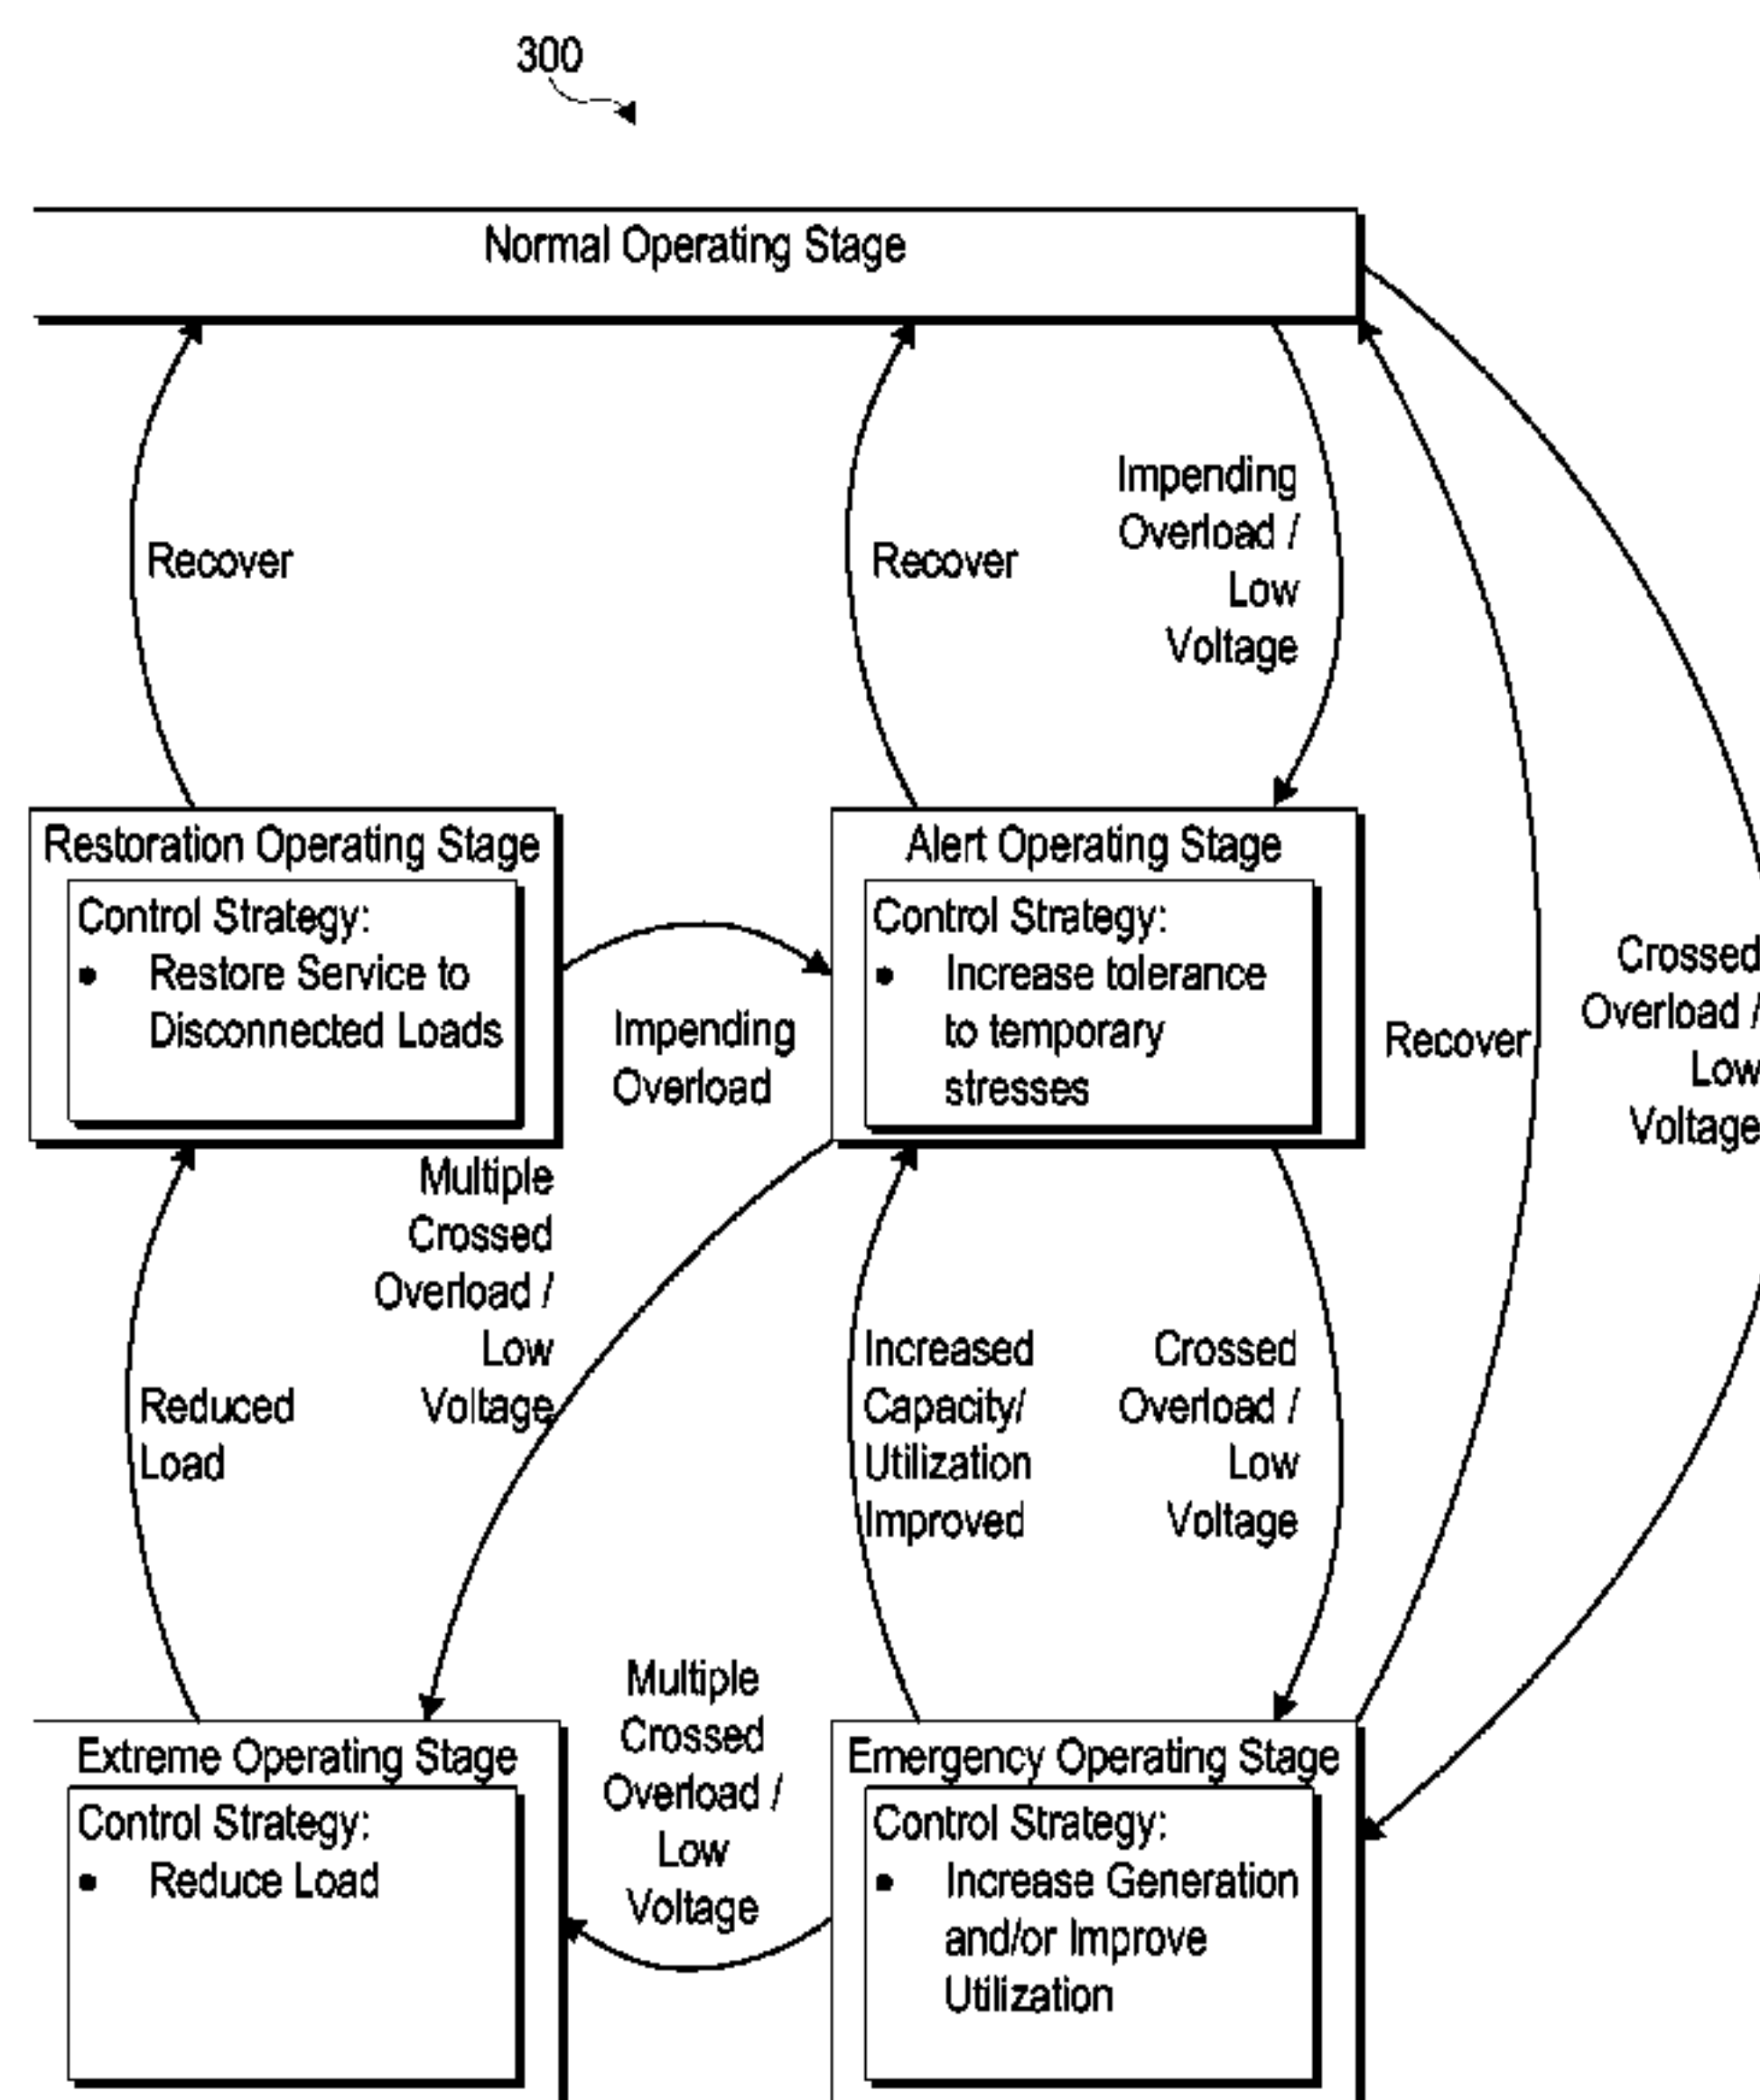 300
Normal Operating Stage
Recover
Recover
Impending
Overload /
Low
Voltage
Restoration Operating Stage
Control Strategy:
• Restore Service to
Disconnected Loads
Impending
Overload
Alert Operating Stage
Control Strategy:
• Increase tolerance
to temporary
stresses
Recover
Crossed
Overload /
Low
Voltage
Reduced
Load
Multiple
Crossed
Overload /
Low
Voltage
Increased
Capacity/
Utilization
Improved
Crossed
Overload /
Low
Voltage
Extreme Operating Stage
Control Strategy:
• Reduce Load
Multiple
Crossed
Overload /
Low
Voltage
Emergency Operating Stage
Control Strategy:
• Increase Generation
and/or Improve
Utilization